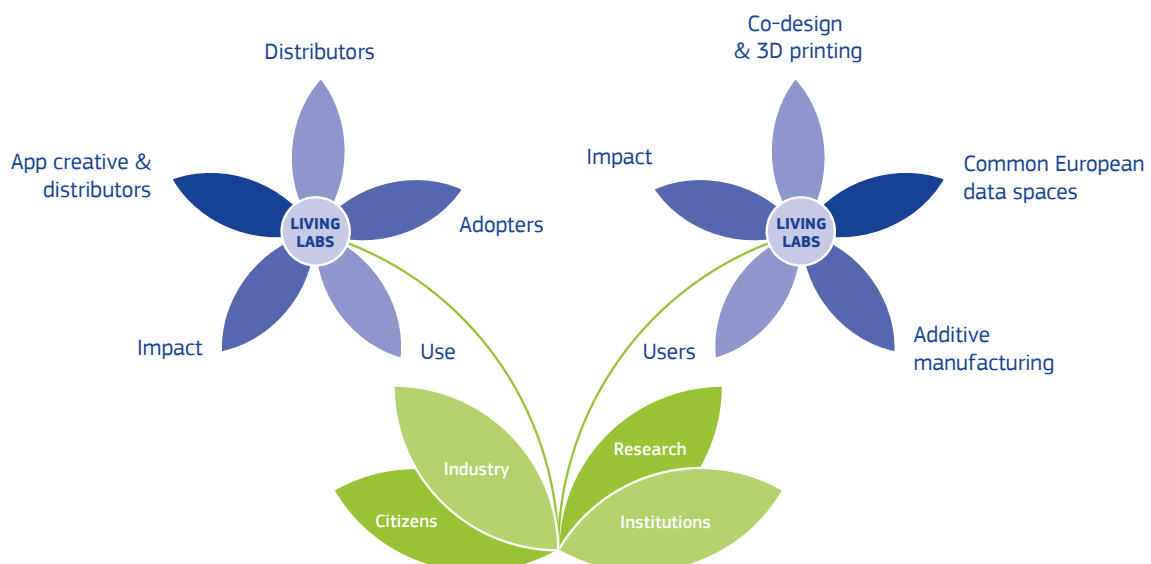 Distributors
App creative &
distributors
LIVING
LABS
Adopters
Impact
Use
Co-design
& 3D printing
Impact
Common European
data spaces
LIVING
LABS
Users
Additive
manufacturing
Industry
Citizens
Research
Institutions